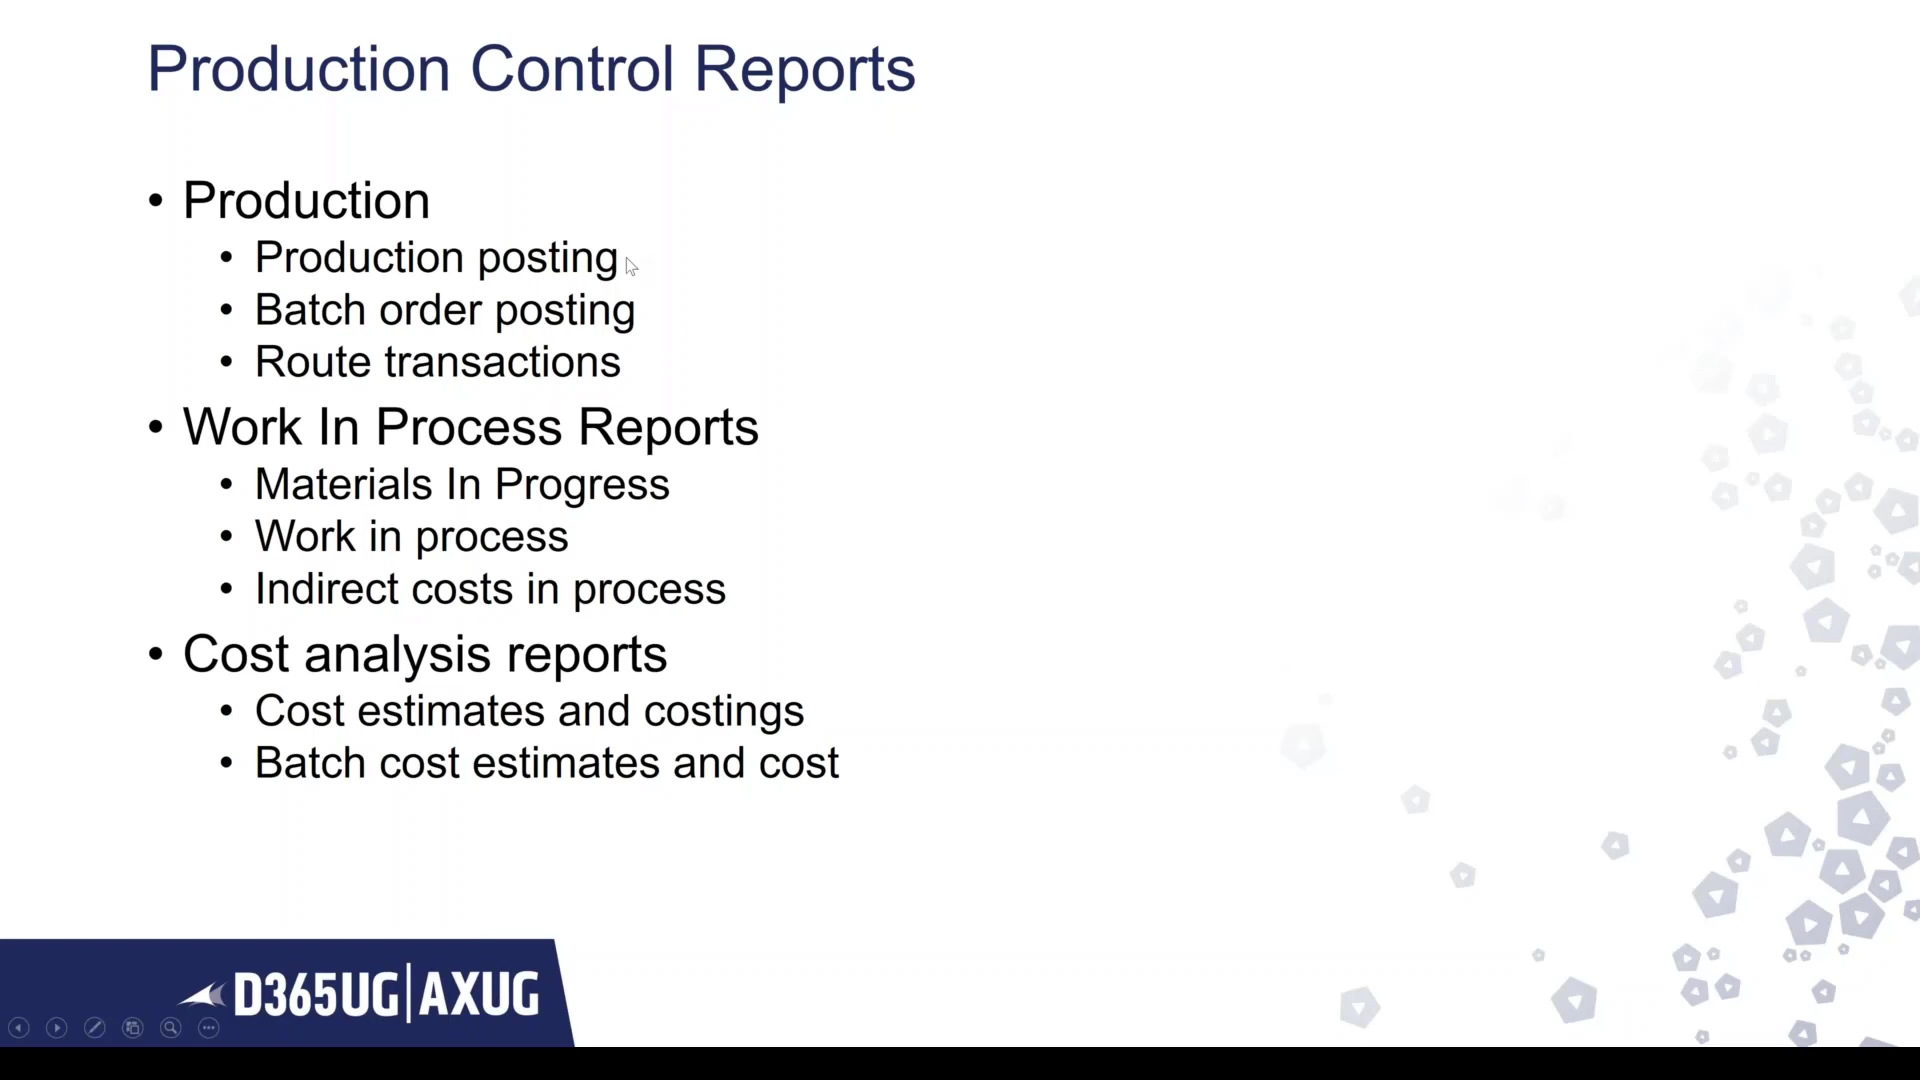 Production Control Reports
• Production
• Production posting
• Batch order posting
• Route transactions
• Work In Process Reports
• Materials In Progress
• Work in process
• Indirect costs in process
• Cost analysis reports
• Cost estimates and costings
• Batch cost estimates and cost
D365UG|AXUG